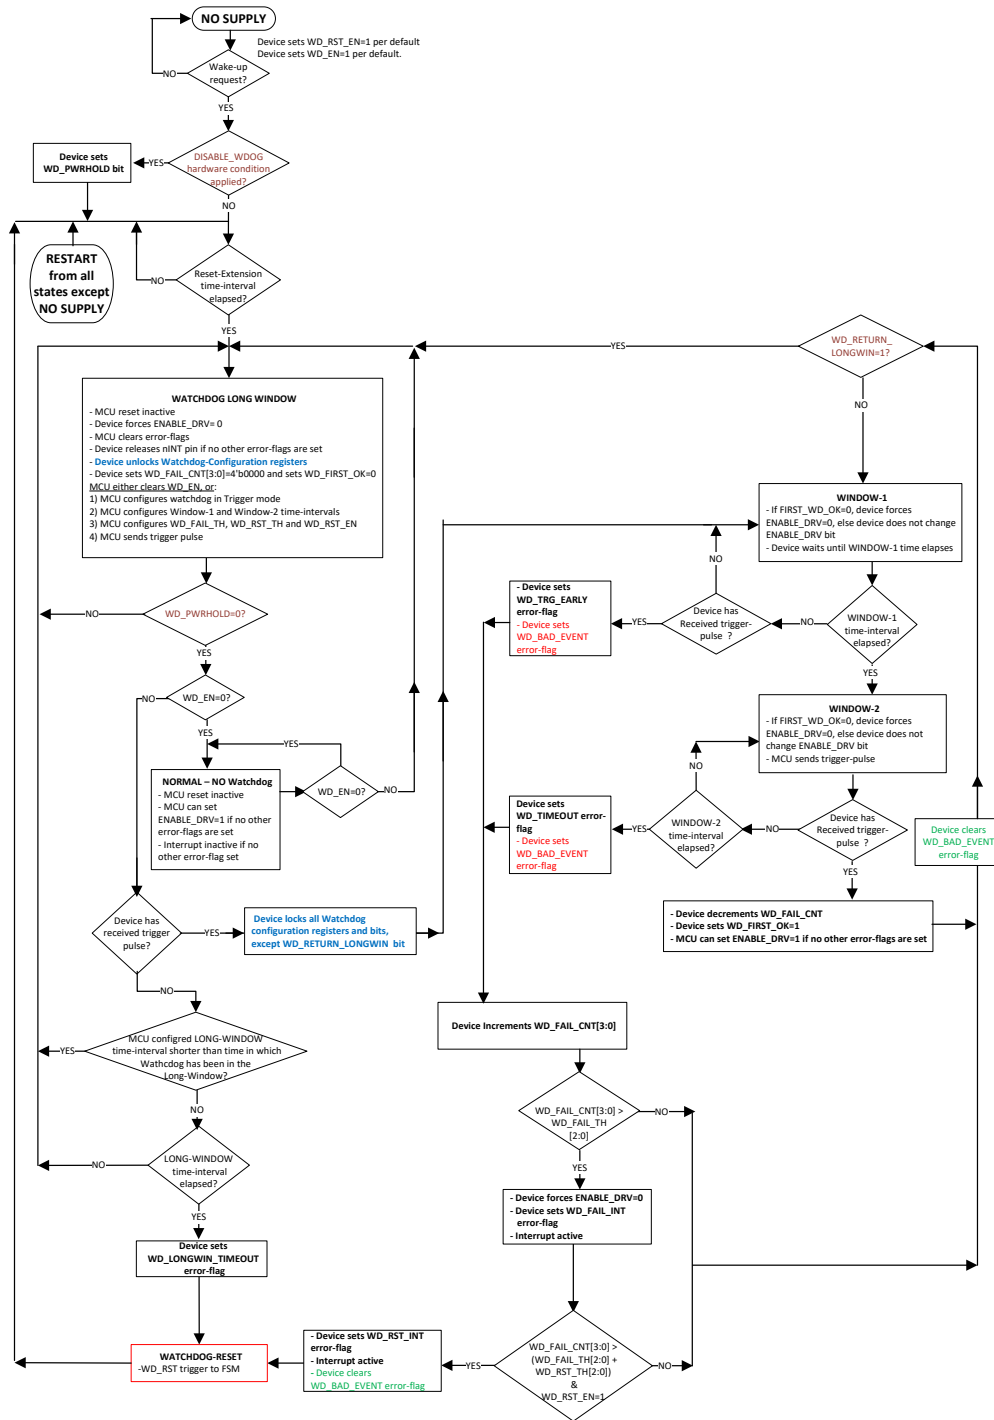 NO SUPPLY
Device sets WD_RST_EN=1 per default
Device sets WD_EN=1 per default.
Wake-up
request?
NO
YES
DISABLE_WDOG
hardware condition
applied?
YES
Device sets
WD_PWRHOLD bit
NO
RESTART
from all
states except
NO SUPPLY
Reset-Extension
time-interval
elapsed?
NO
YES
WD_RETURN_
LONGWIN=1?
YES
NO
WATCHDOG LONG WINDOW
- MCU reset inactive
- Device forces ENABLE_DRV= 0
- MCU clears error-flags
- Device releases nINT pin if no other error-flags are set
- Device unlocks Watchdog-Configuration registers
- Device sets WD_FAIL_CNT[3:0]=4'b0000 and sets WD_FIRST_OK=0
MCU either clears WD_EN, or:
1) MCU configures watchdog in Trigger mode
2) MCU configures Window-1 and Window-2 time-intervals
3) MCU configures WD_FAIL_TH, WD_RST_TH and WD_RST_EN
4) MCU sends trigger pulse
WINDOW-1
- If FIRST_WD_OK=0, device forces
ENABLE_DRV=0, else device does not change
ENABLE_DRV bit
- Device waits until WINDOW-1 time elapses
NO
WD_PWRHOLD=0?
NO
YES
- Device sets
WD_TRG_EARLY
error-flag
- Device sets
WD_BAD_EVENT
error-flag
YES
Device has
Received trigger-
pulse ?
NO
WINDOW-1
time-interval
elapsed?
YES
WD_EN=0?
NO
YES
YES
NORMAL – NO Watchdog
- MCU reset inactive
- MCU can set
ENABLE_DRV=1 if no other
error-flags are set
- Interrupt inactive if no
other error-flag set
WD_EN=0?
NO
WINDOW-2
- If FIRST_WD_OK=0, device forces
ENABLE_DRV=0, else device does not
change ENABLE_DRV bit
- MCU sends trigger-pulse
NO
Device sets
WD_TIMEOUT error-
flag
- Device sets
WD_BAD_EVENT
error-flag
YES
WINDOW-2
time-interval
elapsed?
NO
Device has
Received trigger-
pulse ?
YES
Device clears
WD_BAD_EVENT
error-flag
- Device decrements WD_FAIL_CNT
- Device sets WD_FIRST_OK=1
- MCU can set ENABLE_DRV=1 if no other error-flags are set
Device has
received trigger
pulse?
YES
Device locks all Watchdog
configuration registers and bits,
except WD_RETURN_LONGWIN bit
NO
Device Increments WD_FAIL_CNT[3:0]
MCU configred LONG-WINDOW
time-interval shorter than time in which
Wathcdog has been in the
Long-Window?
YES
NO
WD_FAIL_CNT[3:0] >
WD_FAIL_TH
[2:0]
NO
YES
LONG-WINDOW
time-interval
elapsed?
NO
YES
- Device forces ENABLE_DRV=0
- Device sets WD_FAIL_INT
error-flag
- Interrupt active
Device sets
WD_LONGWIN_TIMEOUT
error-flag
WATCHDOG-RESET
-WD_RST trigger to FSM
- Device sets WD_RST_INT
error-flag
- Interrupt active
- Device clears
WD_BAD_EVENT error-flag
YES
WD_FAIL_CNT[3:0] >
(WD_FAIL_TH[2:0] +
WD_RST_TH[2:0])
&
WD_RST_EN=1
NO